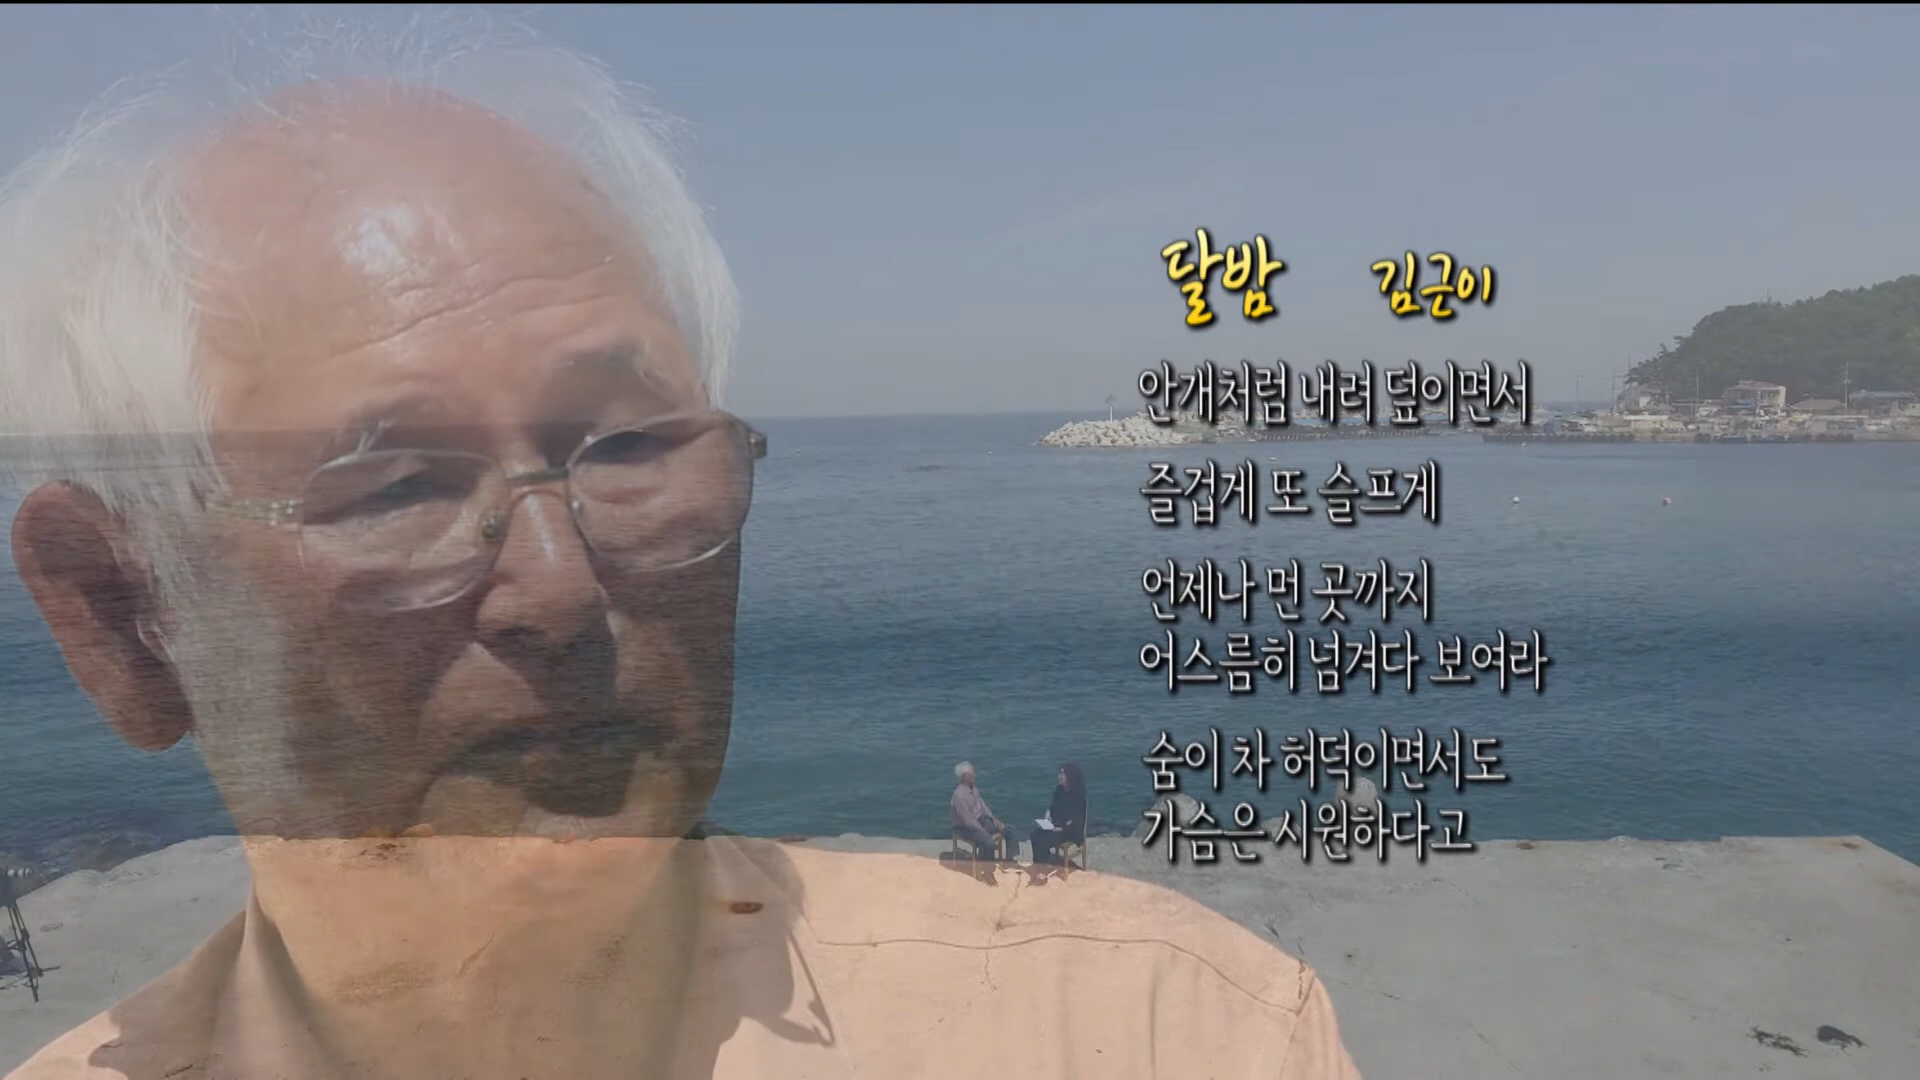 달밤 김근이
안개처럼 내려 덮이면서
즐겁게 또 슬프게
언제나 먼 곳까지
어스름히 넘겨다 보여라
숨이 차 허덕이면서도
가슴은 시원하다고